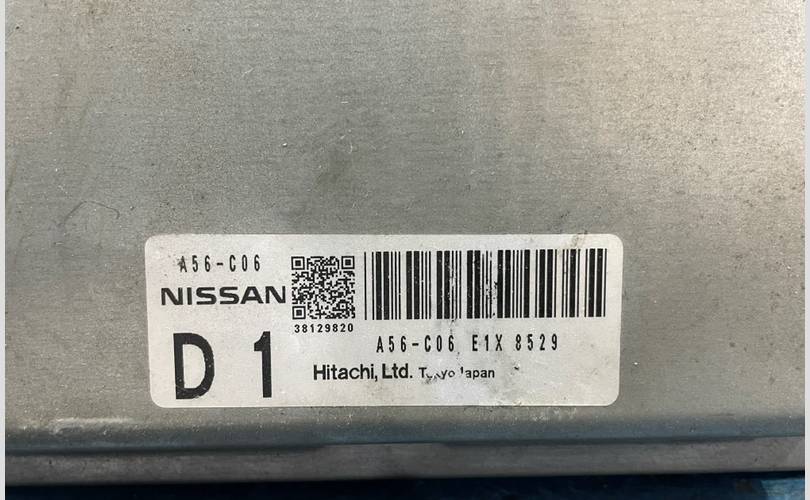 A56-C06
NISSAN
38129820
D 1
A56-C06 E1X 8529
Hitachi, Ltd. Tokyo Japan